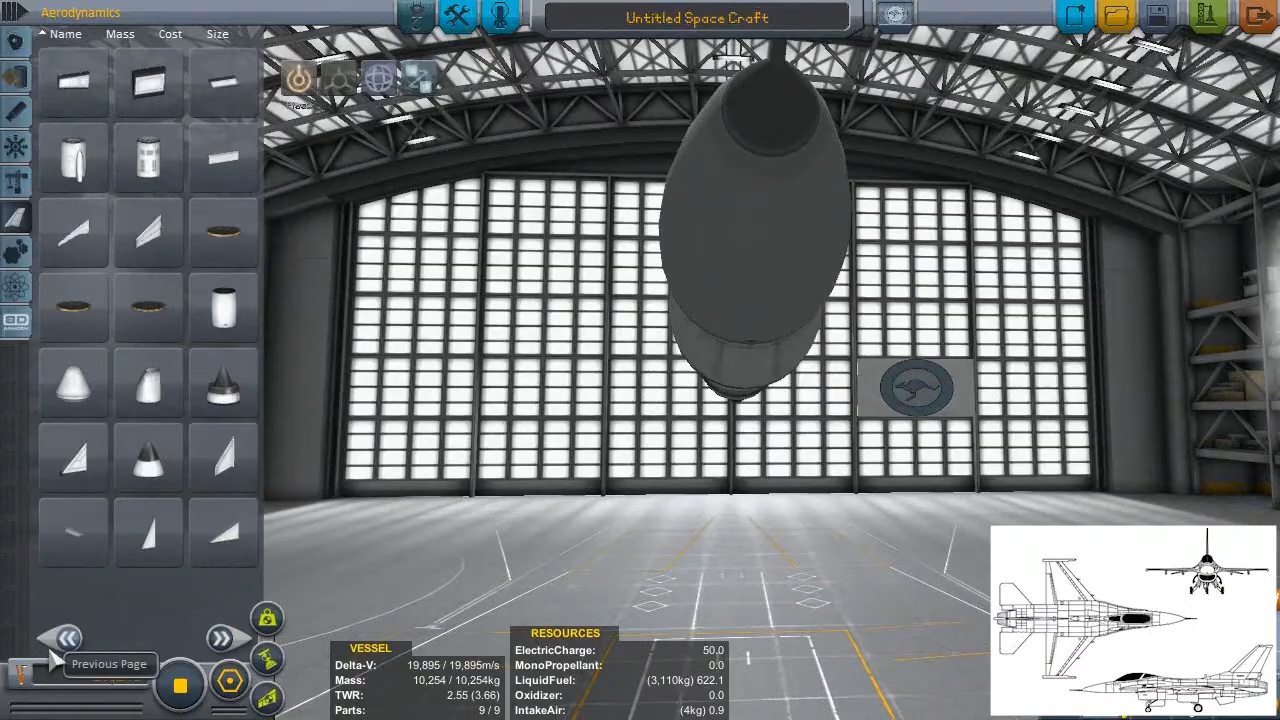 Aerodynamics
Untitled Space Craft
Name Mass Cost Size
Previous Page
VESSEL
Delta-V: 19,895 / 19,895m/s
Mass: 10,254 / 10,254kg
TWR: 2.55 (3.66)
Parts: 9 / 9
RESOURCES
ElectricCharge: 50.0
MonoPropellant: 0.0
LiquidFuel: (3,110kg) 622.1
Oxidizer: 0.0
IntakeAir: (4kg) 0.9